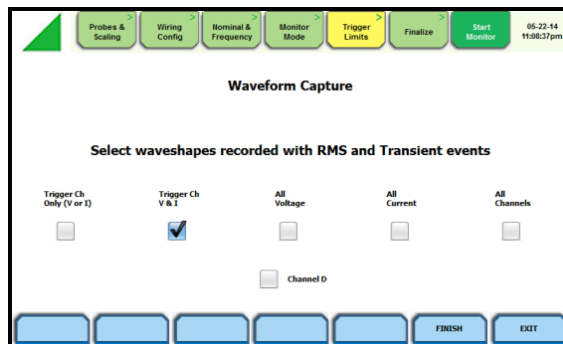 Probes &
Scaling
>
Wiring
Config
>
Nominal &
Frequency
>
Monitor
Mode
>
Trigger
Limits
>
Finalize
>
Start
Monitor
05-22-14
11:08:37pm
Waveform Capture
Select waveshapes recorded with RMS and Transient events
Trigger Ch
Only (V or I)
Trigger Ch
V & I
All
Voltage
All
Current
All
Channels
Channel D
FINISH
EXIT